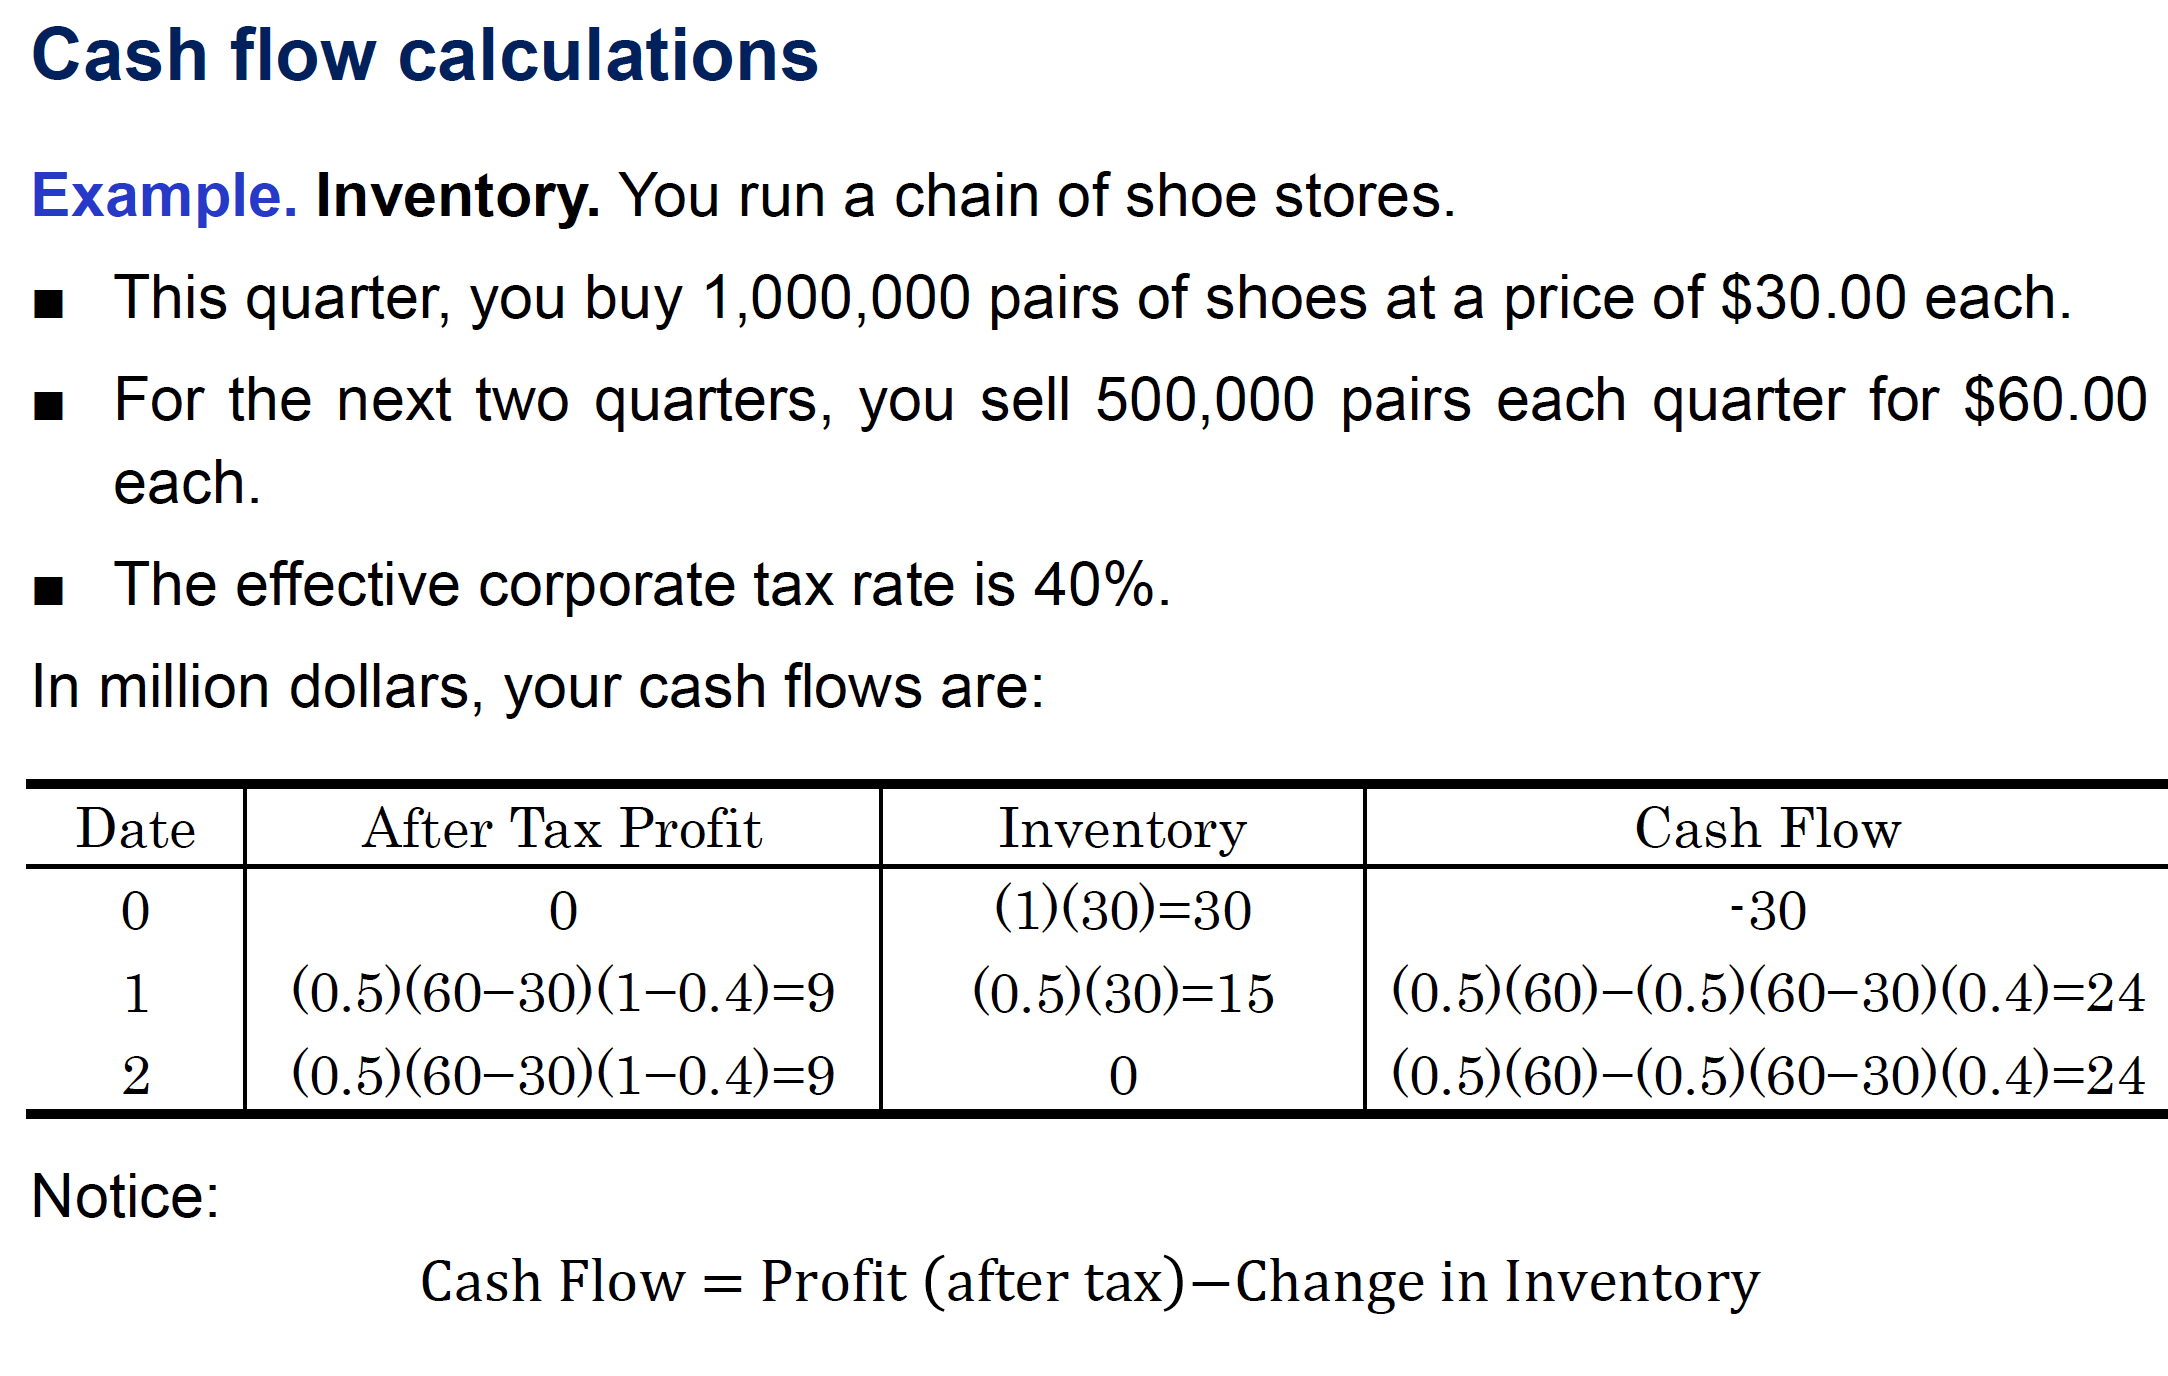 Cash flow calculations
Example. Inventory. You run a chain of shoe stores.
■ This quarter, you buy 1,000,000 pairs of shoes at a price of $30.00 each.
■ For the next two quarters, you sell 500,000 pairs each quarter for $60.00
each.
■ The effective corporate tax rate is 40%.
In million dollars, your cash flows are:
Date After Tax Profit Inventory Cash Flow
0 0 (1)(30)=30 -30
1 (0.5)(60−30)(1−0.4)=9 (0.5)(30)=15 (0.5)(60)−(0.5)(60−30)(0.4)=24
2 (0.5)(60−30)(1−0.4)=9 0 (0.5)(60)−(0.5)(60−30)(0.4)=24
Notice:
Cash Flow = Profit (after tax)−Change in Inventory